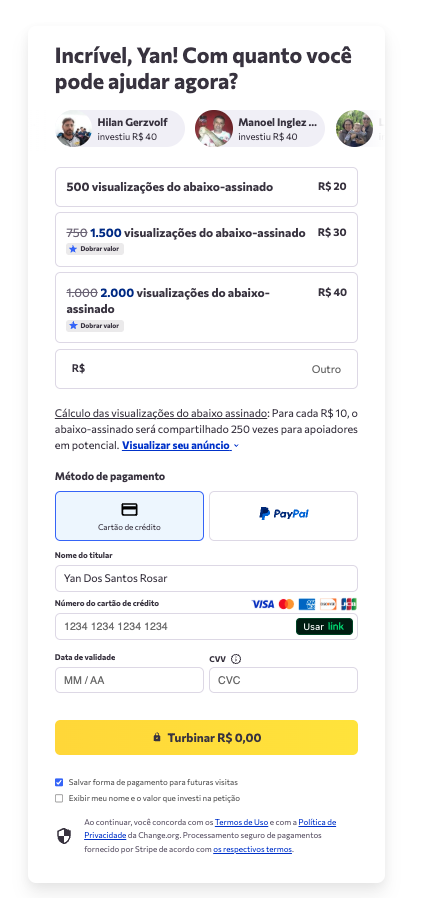 Incrível, Yan! Com quanto você
pode ajudar agora?
Hilan Gerzvolf
investiu R$ 40
Manoel Inglez ...
investiu R$ 40
500 visualizações do abaixo-assinado
R$ 20
750 1.500 visualizações do abaixo-assinado
R$ 30
Dobrar valor
1.000 2.000 visualizações do abaixo-
assinado
R$ 40
Dobrar valor
R$
Outro
Cálculo das visualizações do abaixo assinado: Para cada R$ 10, o
abaixo-assinado será compartilhado 250 vezes para apoiadores
em potencial. Visualizar seu anúncio
Método de pagamento
Cartão de crédito
PayPal
Nome do titular
Yan Dos Santos Rosar
Número do cartão de crédito
VISA
1234 1234 1234 1234
Usar link
Data de validade
CVV
MM / AA
CVC
Turbinar R$ 0,00
Salvar forma de pagamento para futuras visitas
Exibir meu nome e o valor que investi na petição
Ao continuar, você concorda com os Termos de Uso e com a Política de
Privacidade da Change.org. Processamento seguro de pagamentos
fornecido por Stripe de acordo com os respectivos termos.